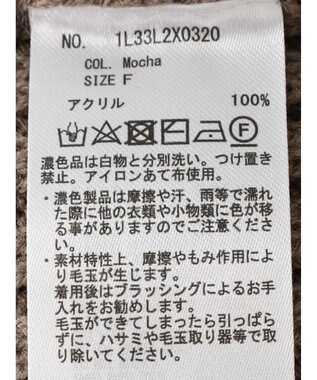 NO. 1L33L2X0320
COL. Mocha
SIZE F
アクリル 100%
濃色品は白物と分別洗い。つけ置き
禁止。アイロンあて布使用。
・濃色製品は摩擦や汗、雨等で濡れ
た際に他の衣類や小物類に色が移
る事がありますのでご注意くださ
い。
・素材特性上、摩擦やもみ作用によ
り毛玉が生じます。
着用後はブラッシングによるお手
入れをお勧めします。
毛玉ができてしまったら引っぱら
ずに、ハサミや毛玉取り器等で取
り除いてください。